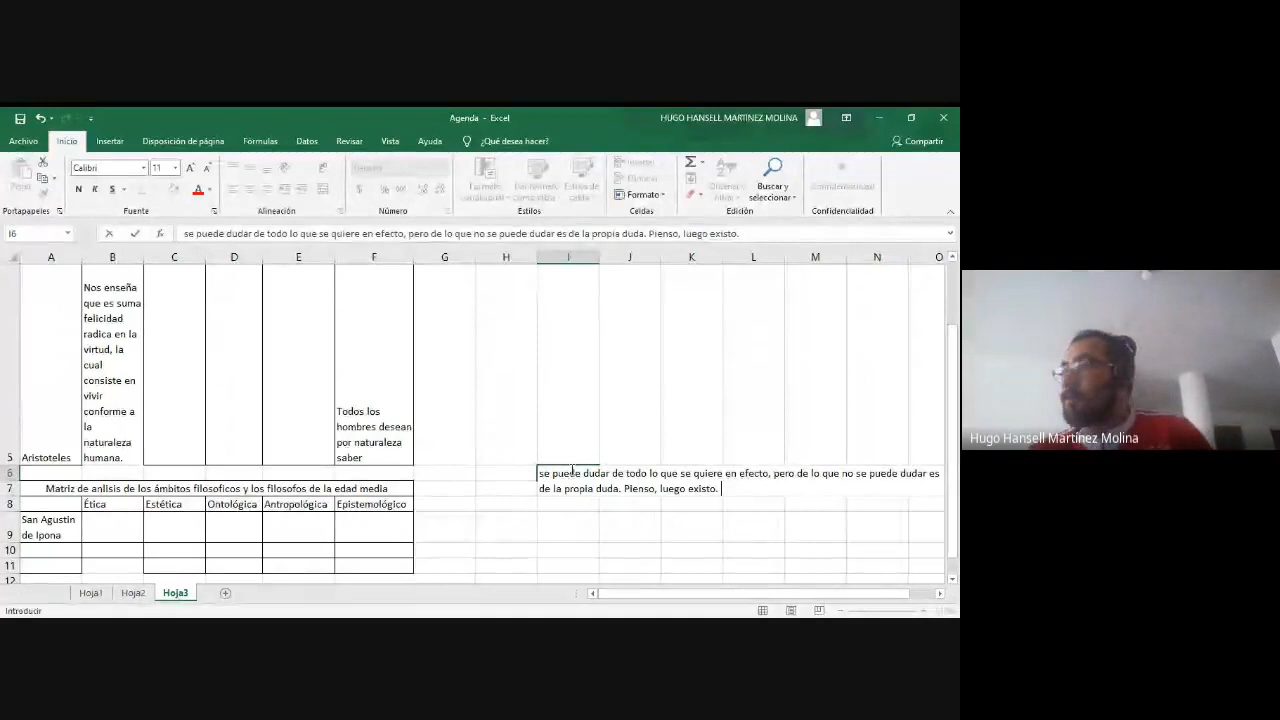 Agenda - Excel
HUGO HANSELL MARTINEZ MOLINA
Archivo Inicio Insertar Disposición de página Fórmulas Datos Revisar Vista Ayuda ¿Qué desea hacer? Compartir
Calibri 11
N K S
Formato
Buscar y
seleccionar
Portapapeles Fuente Alineación Número Estilos Celdas Edición Confidencialidad
I6 se puede dudar de todo lo que se quiere en efecto, pero de lo que no se puede dudar es de la propia duda. Pienso, luego existo.
A B C D E F G H I J K L M N O
Nos enseña
que es suma
felicidad
radica en la
virtud, la
cual
consiste en
vivir
conforme a
la
naturaleza
humana.
Todos los
hombres desean
por naturaleza
saber
5 Aristoteles
6 se puede dudar de todo lo que se quiere en efecto, pero de lo que no se puede dudar es
de la propia duda. Pienso, luego existo.
7 Matriz de anlisis de los ámbitos filosoficos y los filosofos de la edad media
8 Ética Estética Ontológica Antropológica Epistemológico
San Agustin
9 de Ipona
10
11
12
Hoja1 Hoja2 Hoja3
Introducir
Hugo Hansell Martínez Molina